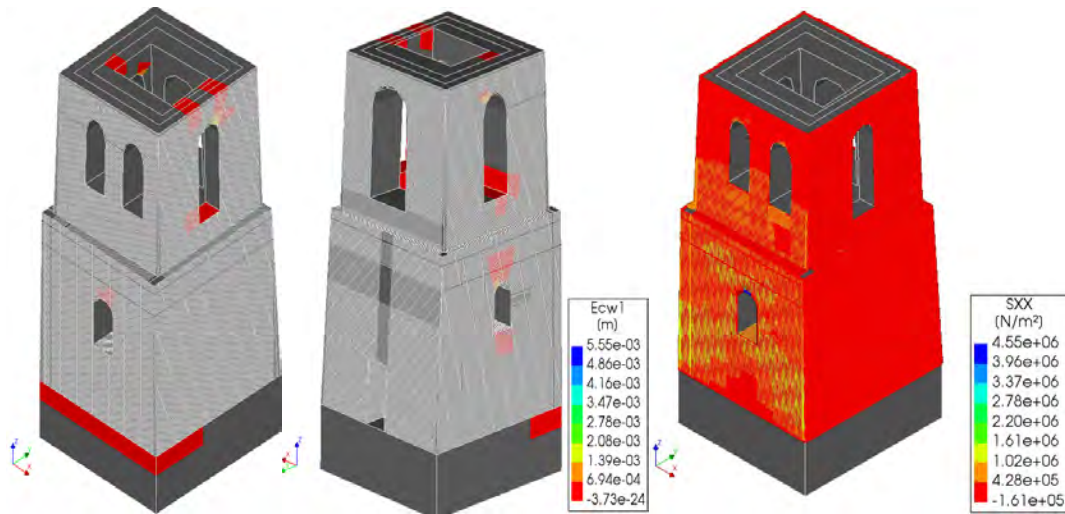 Ecw1
(m)
5.55e-03
4.86e-03
4.16e-03
3.47e-03
2.78e-03
2.08e-03
1.39e-03
6.94e-04
-3.73e-24
SXX
(N/m²)
4.55e+06
3.96e+06
3.37e+06
2.78e+06
2.20e+06
1.61e+06
1.02e+06
4.28e+05
-1.61e+05